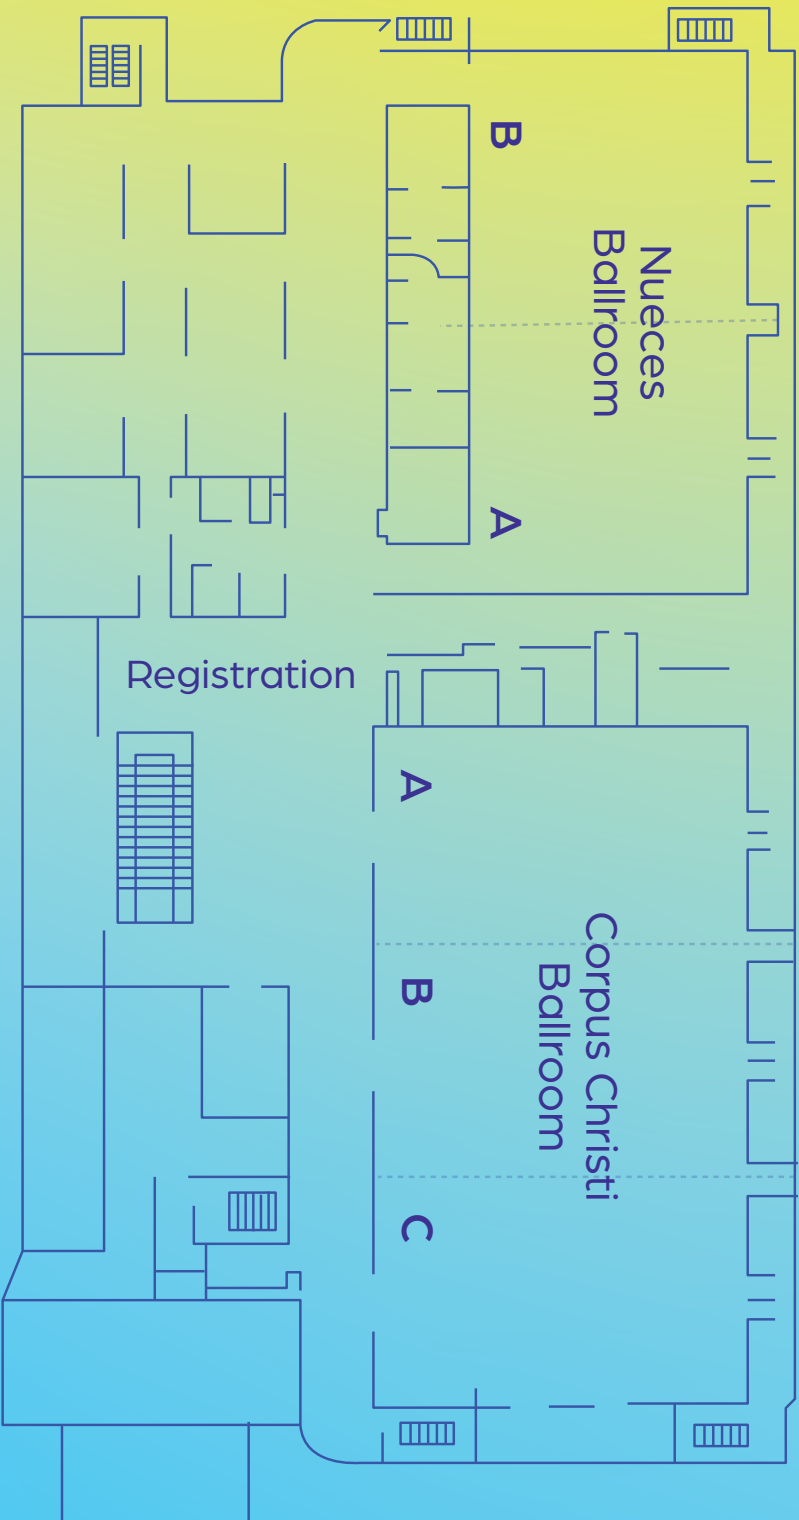 B
Nueces
Ballroom
A
Registration
A
Corpus Christi
Ballroom
B
C